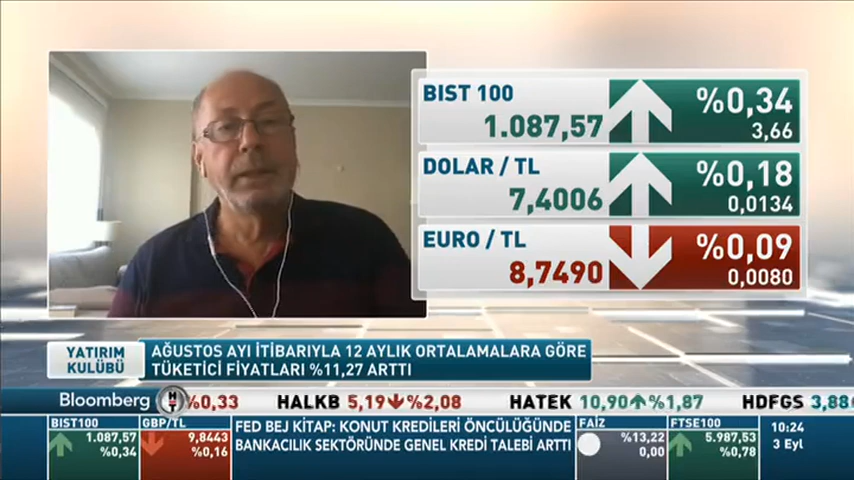 BIST 100
1.087,57
%0,34
3,66
DOLAR / TL
7,4006
%0,18
0,0134
EURO / TL
8,7490
%0,09
0,0080
YATIRIM
KULÜBÜ
AĞUSTOS AYI İTİBARIYLA 12 AYLIK ORTALAMALARA GÖRE
TÜKETİCİ FİYATLARI %11,27 ARTTI
Bloomberg HT %0,33 HALKB 5,19 %2,08 HATEK 10,90 %1,87 HDFGS 3,88
BIST100
1.087,57
%0,34
GBP/TL
9,8443
%0,16
FED BEJ KİTAP: KONUT KREDİLERİ ÖNCÜLÜĞÜNDE
BANKACILIK SEKTÖRÜNDE GENEL KREDİ TALEBİ ARTTI
FAİZ
%13,22
0,00
FTSE100
5.987,53
%0,78
10:24
3 Eyl